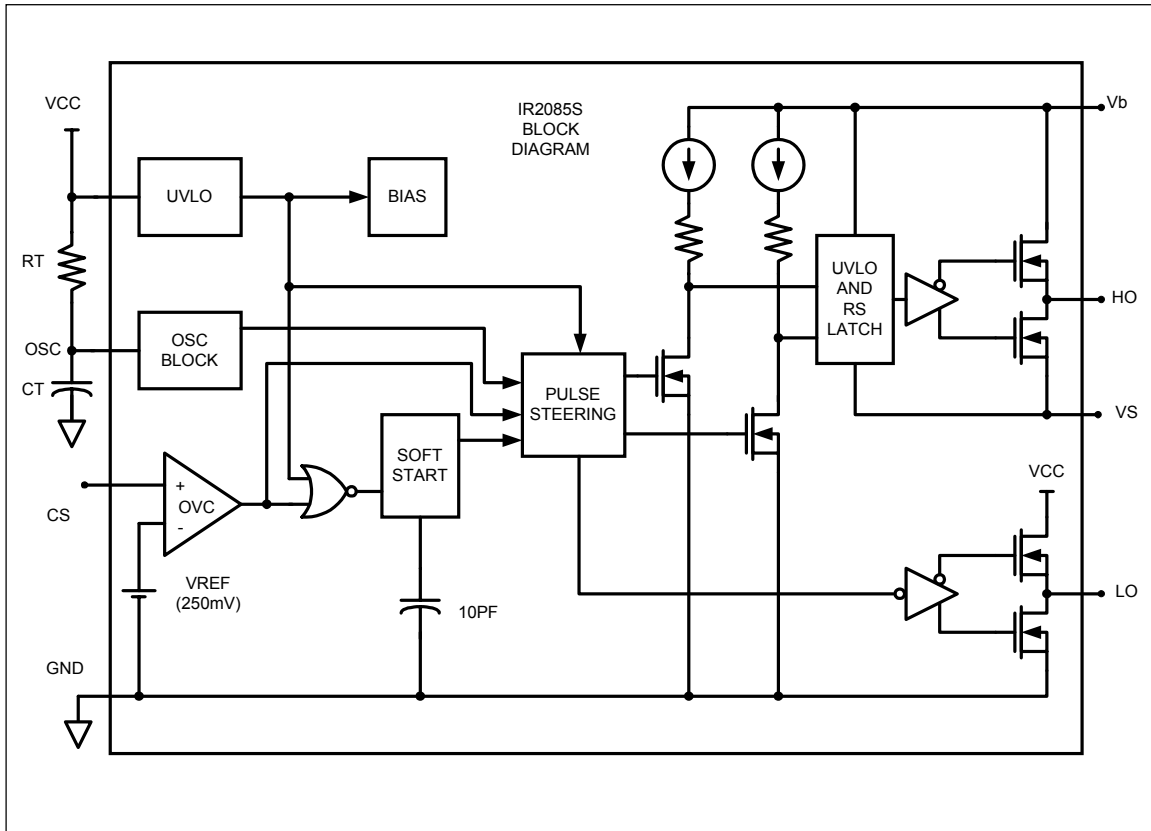 VCC
IR2085S
BLOCK
DIAGRAM
Vb
UVLO
BIAS
RT
UVLO
AND
RS
LATCH
HO
OSC
OSC
BLOCK
CT
PULSE
STEERING
VS
SOFT
START
VCC
+
OVC
-
CS
VREF
(250mV)
10PF
LO
GND